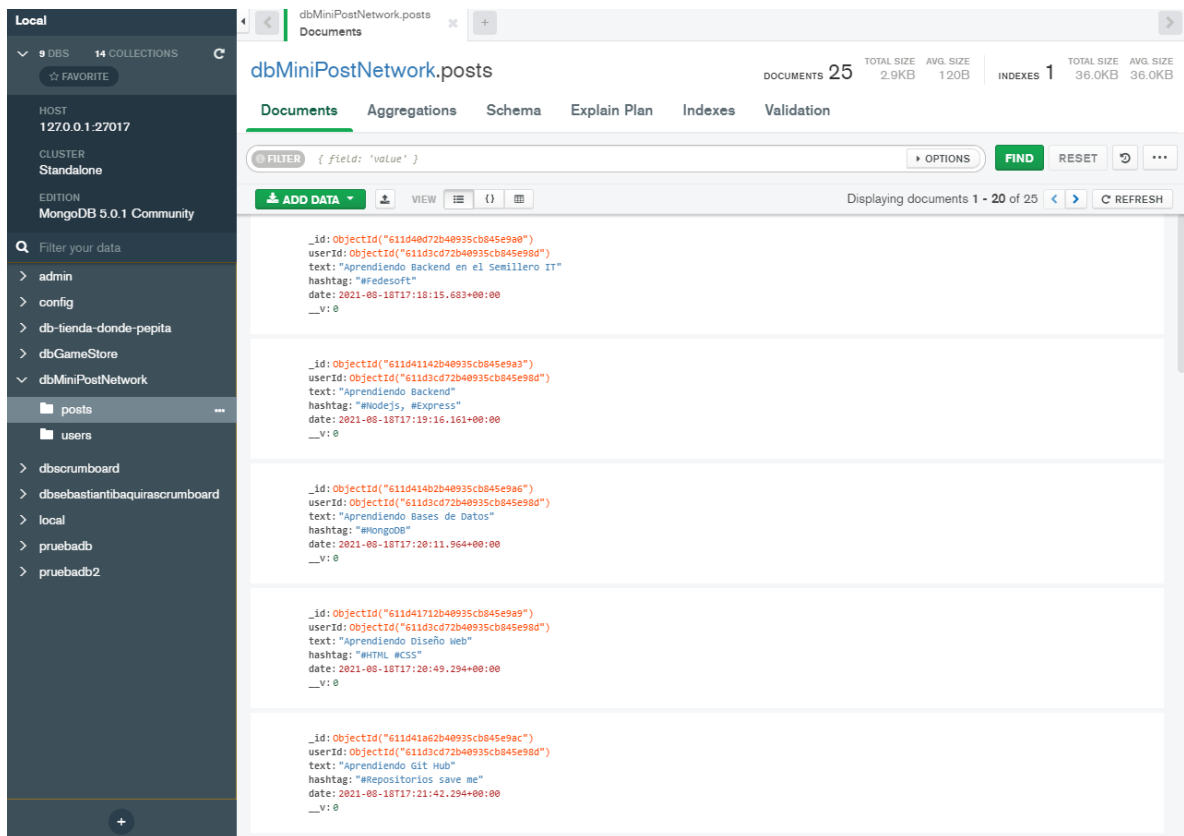 Local
9 DBS 14 COLLECTIONS
FAVORITE
HOST
127.0.0.1:27017
CLUSTER
Standalone
EDITION
MongoDB 5.0.1 Community
Filter your data
admin
config
db-tienda-donde-pepita
dbGameStore
dbMiniPostNetwork
posts
users
dbscrumboard
dbsebastiantibaquirascrumboard
local
pruebadb
pruebadb2
dbMiniPostNetwork.posts
Documents
dbMiniPostNetwork.posts
DOCUMENTS 25 TOTAL SIZE 2.9KB AVG. SIZE 120B INDEXES 1 TOTAL SIZE 36.0KB AVG. SIZE 36.0KB
Documents Aggregations Schema Explain Plan Indexes Validation
FILTER { field: 'value' } OPTIONS FIND RESET ...
ADD DATA VIEW {} Displaying documents 1 - 20 of 25 < > REFRESH
_id:ObjectId("611d40d72b40935cb845e9a0")
userId:ObjectId("611d3cd72b40935cb845e98d")
text:"Aprendiendo Backend en el Semillero IT"
hashtag:"#Fedesoft"
date:2021-08-18T17:18:15.683+00:00
__v:0
_id:ObjectId("611d41142b40935cb845e9a3")
userId:ObjectId("611d3cd72b40935cb845e98d")
text:"Aprendiendo Backend"
hashtag:"#Nodejs, #Express"
date:2021-08-18T17:19:16.161+00:00
__v:0
_id:ObjectId("611d414b2b40935cb845e9a6")
userId:ObjectId("611d3cd72b40935cb845e98d")
text:"Aprendiendo Bases de Datos"
hashtag:"#MongoDB"
date:2021-08-18T17:20:11.964+00:00
__v:0
_id:ObjectId("611d41712b40935cb845e9a9")
userId:ObjectId("611d3cd72b40935cb845e98d")
text:"Aprendiendo Diseño Web"
hashtag:"#HTML #CSS"
date:2021-08-18T17:20:49.294+00:00
__v:0
_id:ObjectId("611d41a62b40935cb845e9ac")
userId:ObjectId("611d3cd72b40935cb845e98d")
text:"Aprendiendo Git Hub"
hashtag:"#Repositorios save me"
date:2021-08-18T17:21:42.294+00:00
__v:0